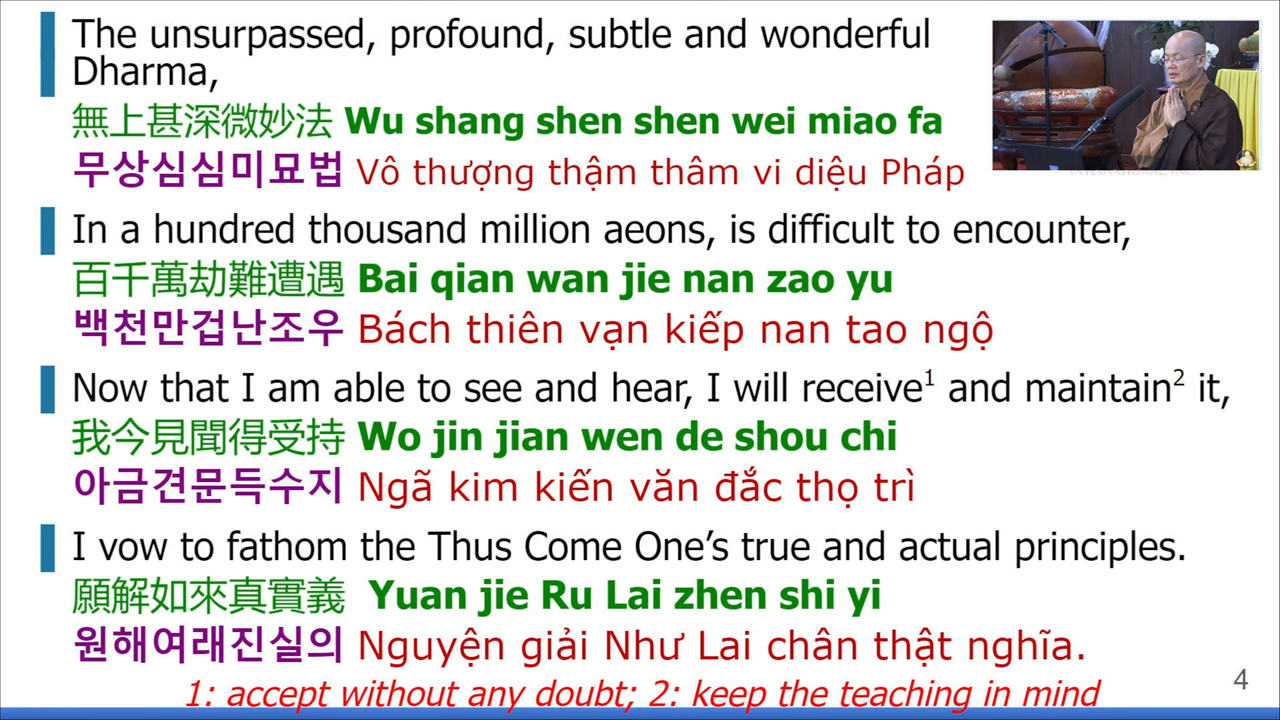 The unsurpassed, profound, subtle and wonderful
Dharma,
無上甚深微妙法 Wu shang shen shen wei miao fa
무상심심미묘법 Vô thượng thậm thâm vi diệu Pháp
In a hundred thousand million aeons, is difficult to encounter,
百千萬劫難遭遇 Bai qian wan jie nan zao yu
백천만겁난조우 Bách thiên vạn kiếp nan tao ngộ
Now that I am able to see and hear, I will receive¹ and maintain² it,
我今見聞得受持 Wo jin jian wen de shou chi
아금견문득수지 Ngã kim kiến văn đắc thọ trì
I vow to fathom the Thus Come One’s true and actual principles.
願解如來真實義 Yuan jie Ru Lai zhen shi yi
원해여래진실의 Nguyện giải Như Lai chân thật nghĩa.
1: accept without any doubt; 2: keep the teaching in mind
4